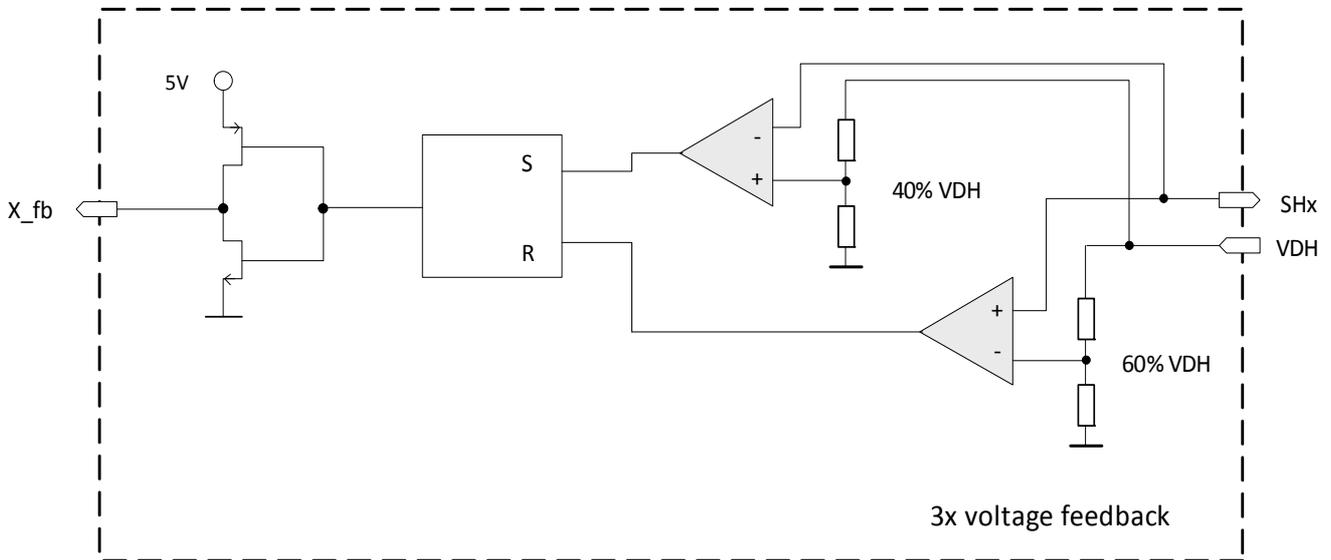 5V
S
-
+
40% VDH
X_fb
SHx
R
VDH
+
-
60% VDH
3x voltage feedback